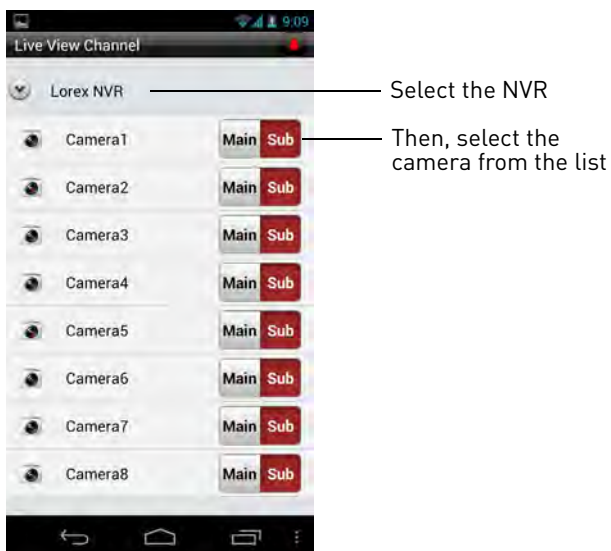 9:09
Live View Channel
Lorex NVR
Select the NVR
Camera1 Main Sub
Then, select the
camera from the list
Camera2 Main Sub
Camera3 Main Sub
Camera4 Main Sub
Camera5 Main Sub
Camera6 Main Sub
Camera7 Main Sub
Camera8 Main Sub